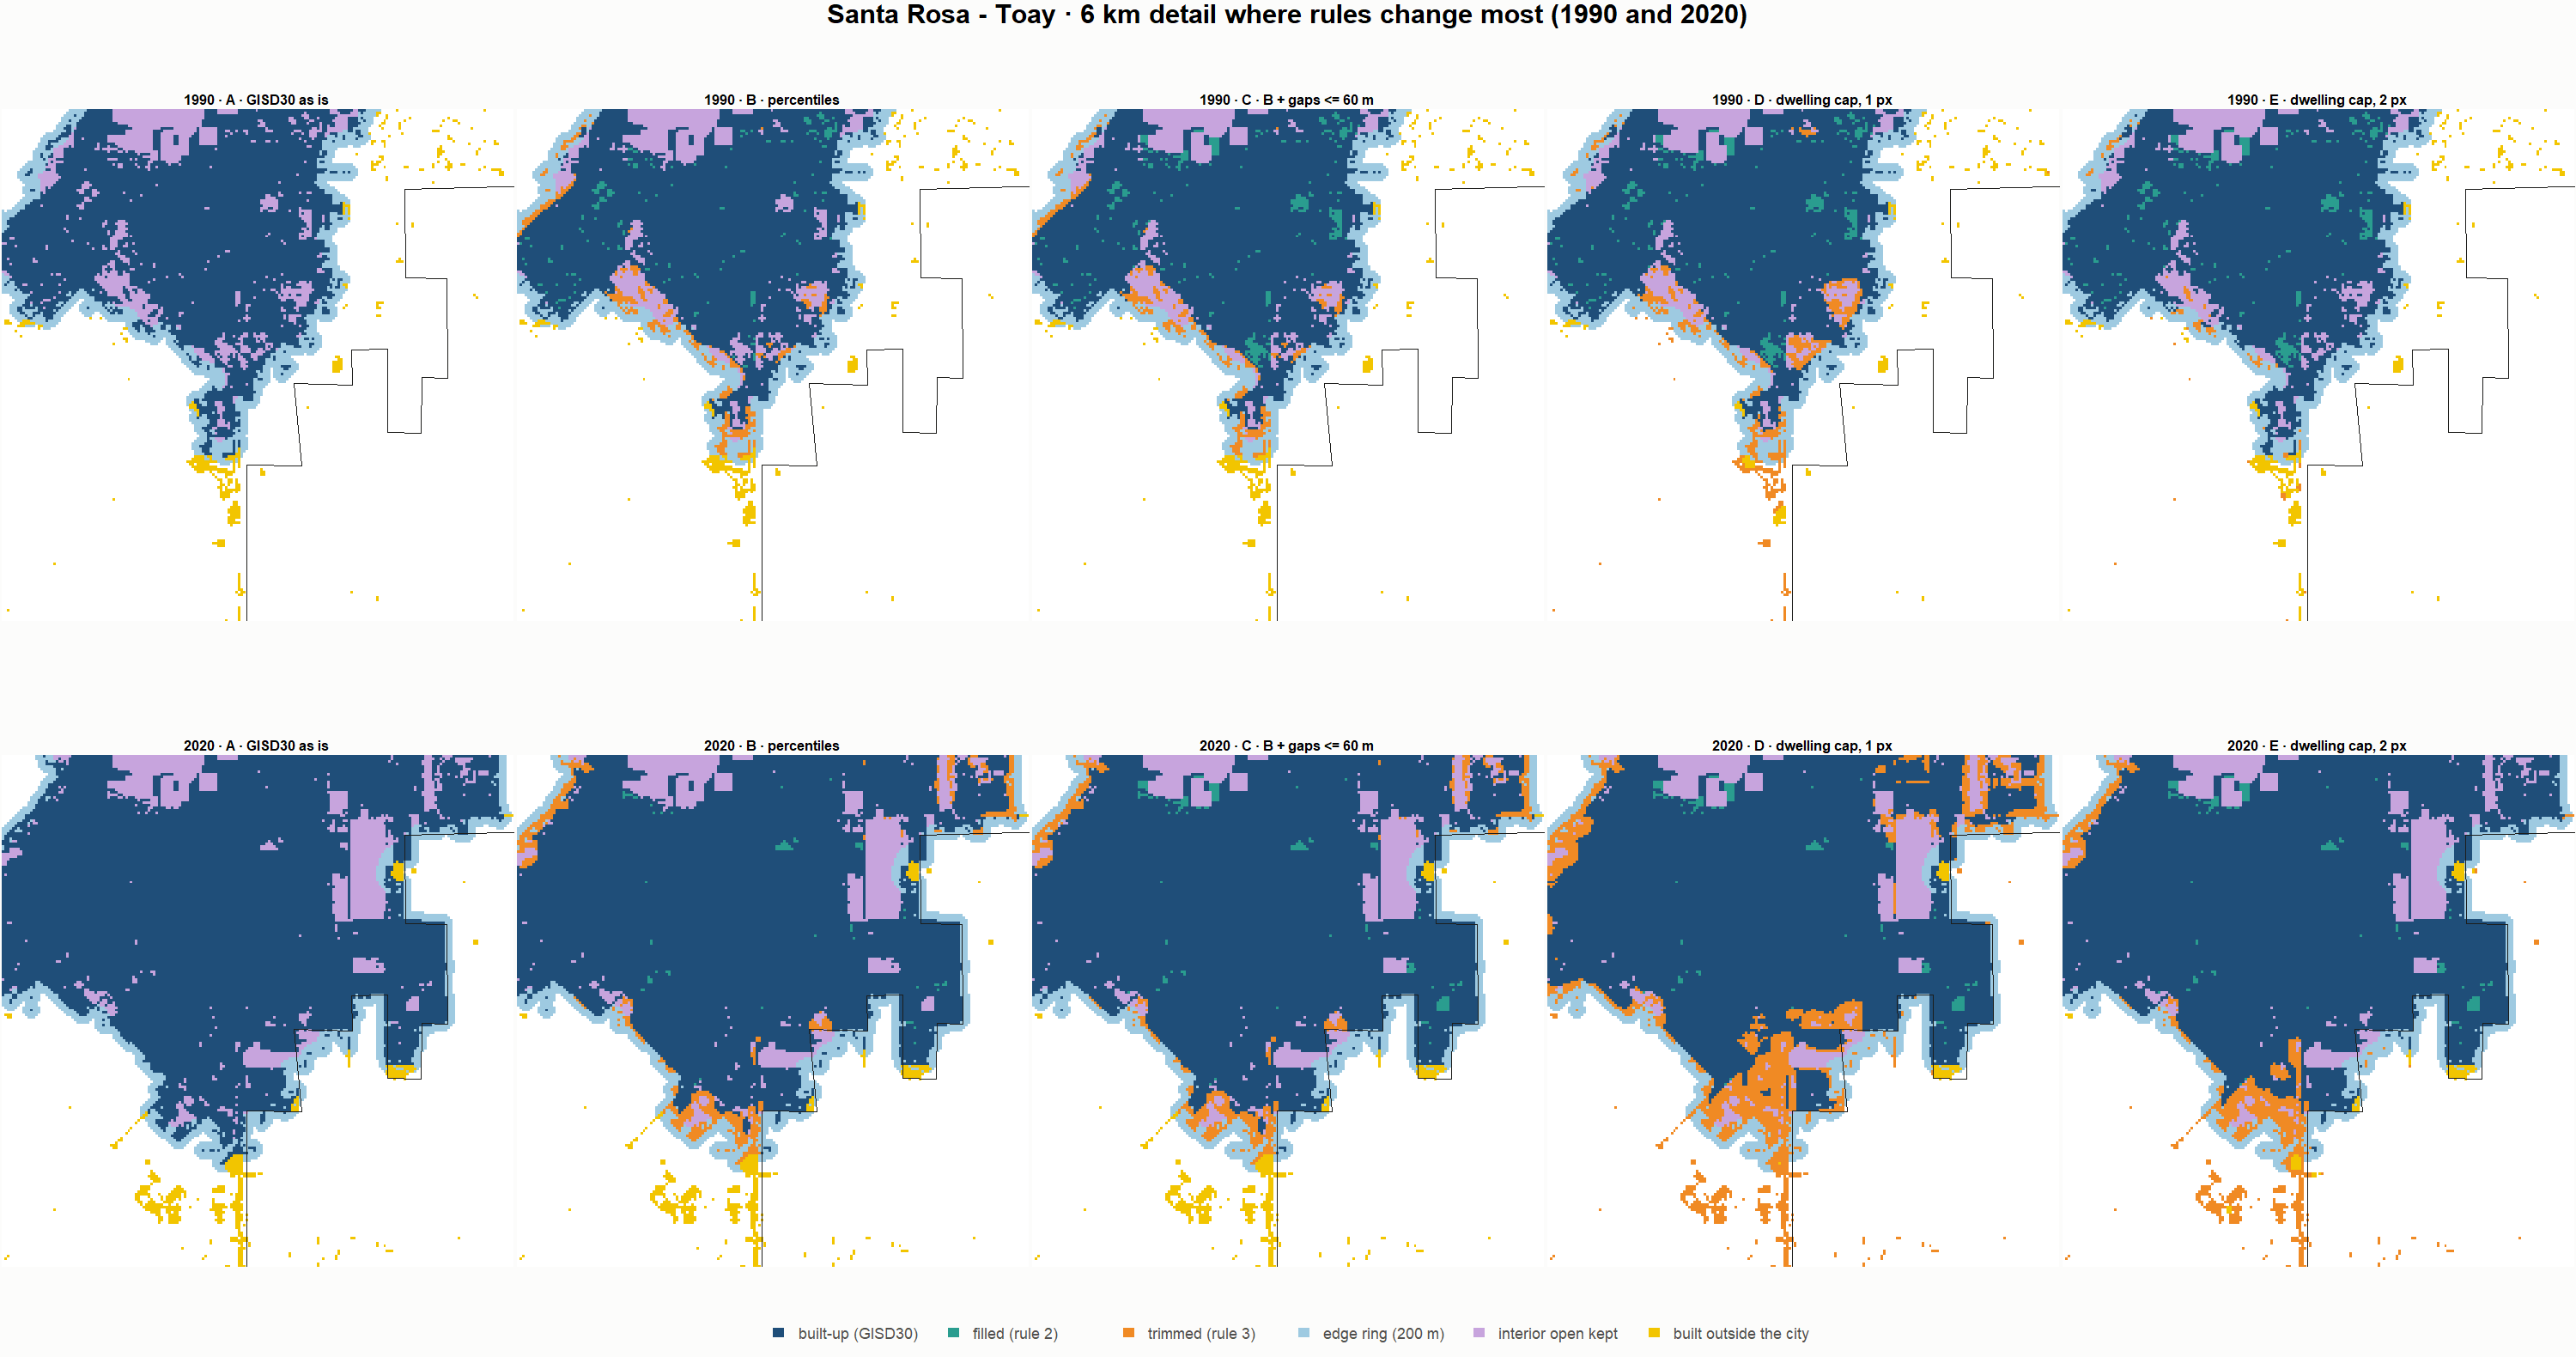 Santa Rosa - Toay · 6 km detail where rules change most (1990 and 2020)
1990 · A · GISD30 as is
1990 · B · percentiles
1990 · C · B + gaps <= 60 m
1990 · D · dwelling cap, 1 px
1990 · E · dwelling cap, 2 px
2020 · A · GISD30 as is
2020 · B · percentiles
2020 · C · B + gaps <= 60 m
2020 · D · dwelling cap, 1 px
2020 · E · dwelling cap, 2 px
built-up (GISD30)
filled (rule 2)
trimmed (rule 3)
edge ring (200 m)
interior open kept
built outside the city